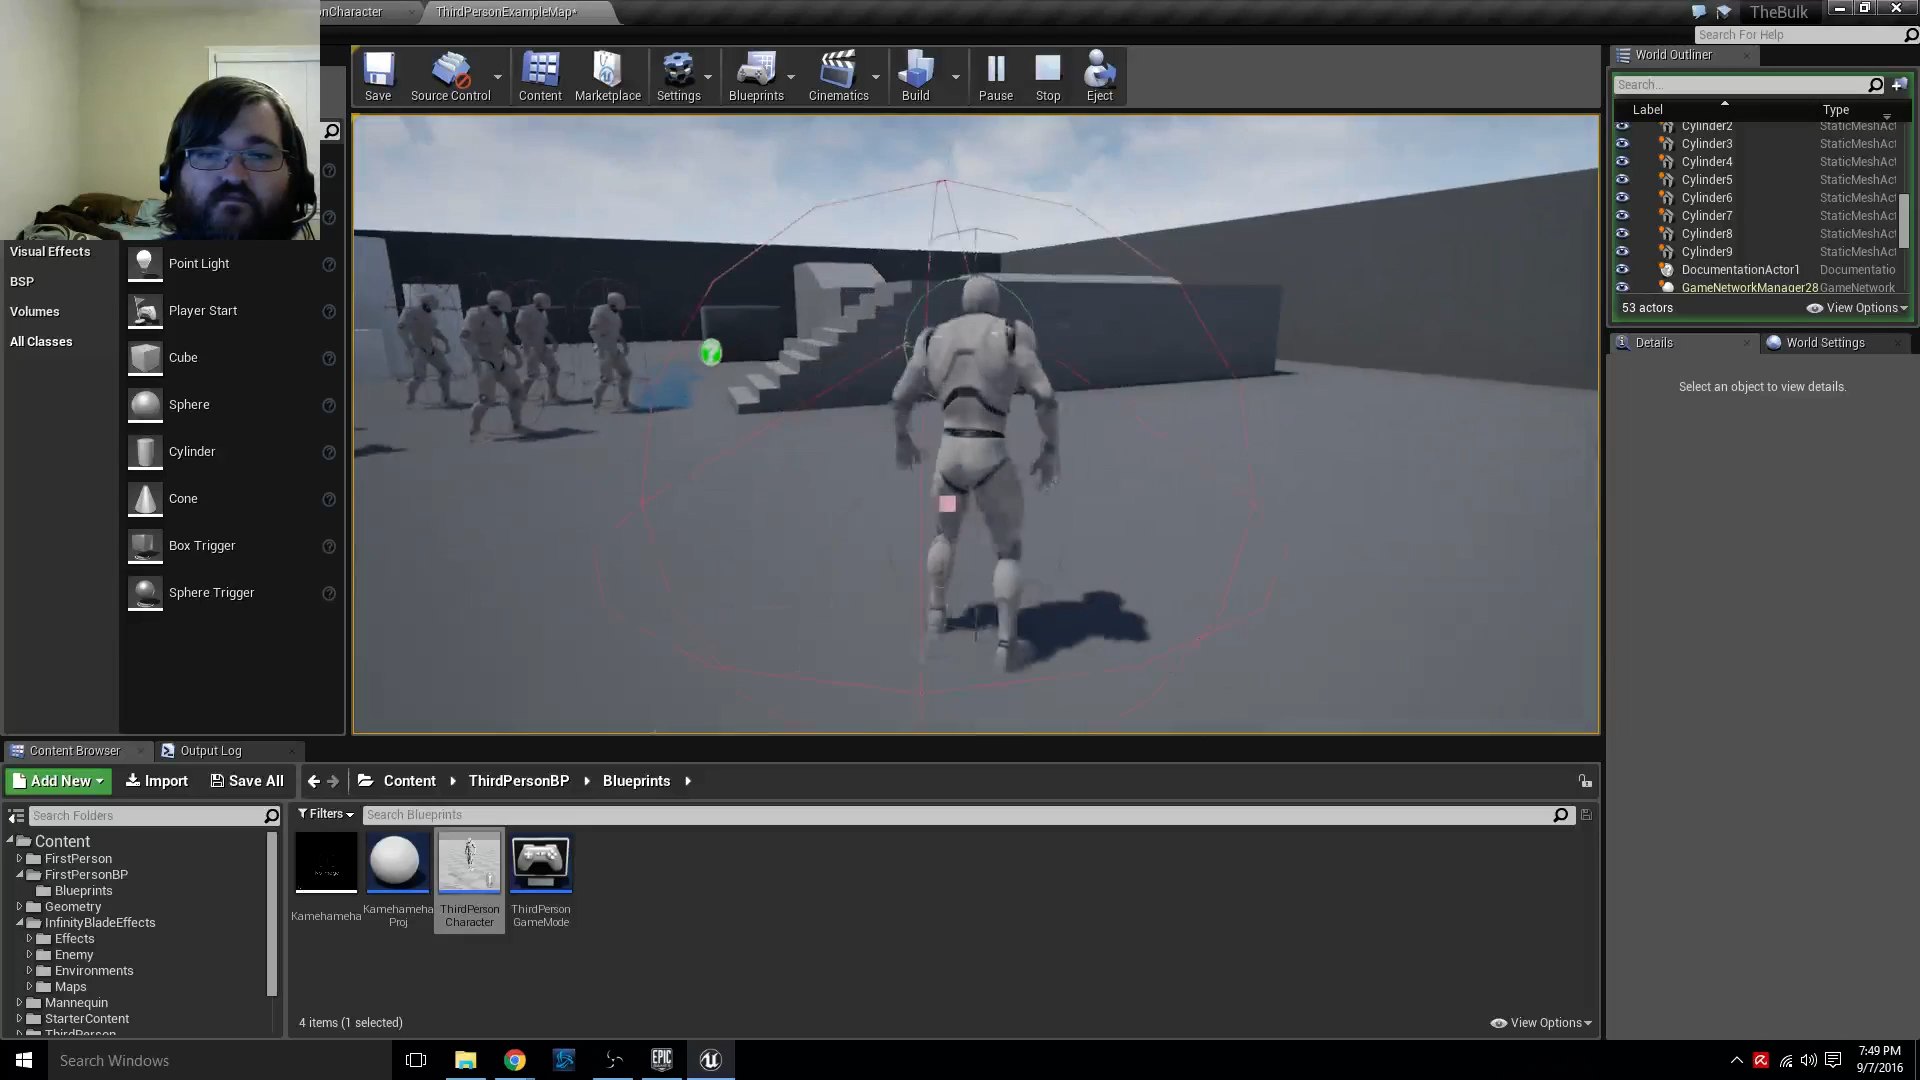 onCharacter
ThirdPersonExampleMap*
TheBulk
Search For Help
Save
Source Control
Content
Marketplace
Settings
Blueprints
Cinematics
Build
Pause
Stop
Eject
World Outliner
Search...
Label
Type
Cylinder2 StaticMeshAct
Cylinder3 StaticMeshAct
Cylinder4 StaticMeshAct
Cylinder5 StaticMeshAct
Cylinder6 StaticMeshAct
Cylinder7 StaticMeshAct
Cylinder8 StaticMeshAct
Cylinder9 StaticMeshAct
DocumentationActor1 Documentatio
GameNetworkManager28 GameNetwork
53 actors
View Options
Details
World Settings
Select an object to view details.
Visual Effects
BSP
Volumes
All Classes
Point Light
Player Start
Cube
Sphere
Cylinder
Cone
Box Trigger
Sphere Trigger
Content Browser
Output Log
Add New
Import
Save All
Content
ThirdPersonBP
Blueprints
Search Folders
Filters
Search Blueprints
Content
FirstPerson
FirstPersonBP
Blueprints
Geometry
InfinityBladeEffects
Effects
Enemy
Environments
Maps
Mannequin
StarterContent
ThirdPerson
Kamehameha
Kamehameha
Proj
ThirdPerson
Character
ThirdPerson
GameMode
4 items (1 selected)
View Options
Search Windows
EPIC
7:49 PM
9/7/2016